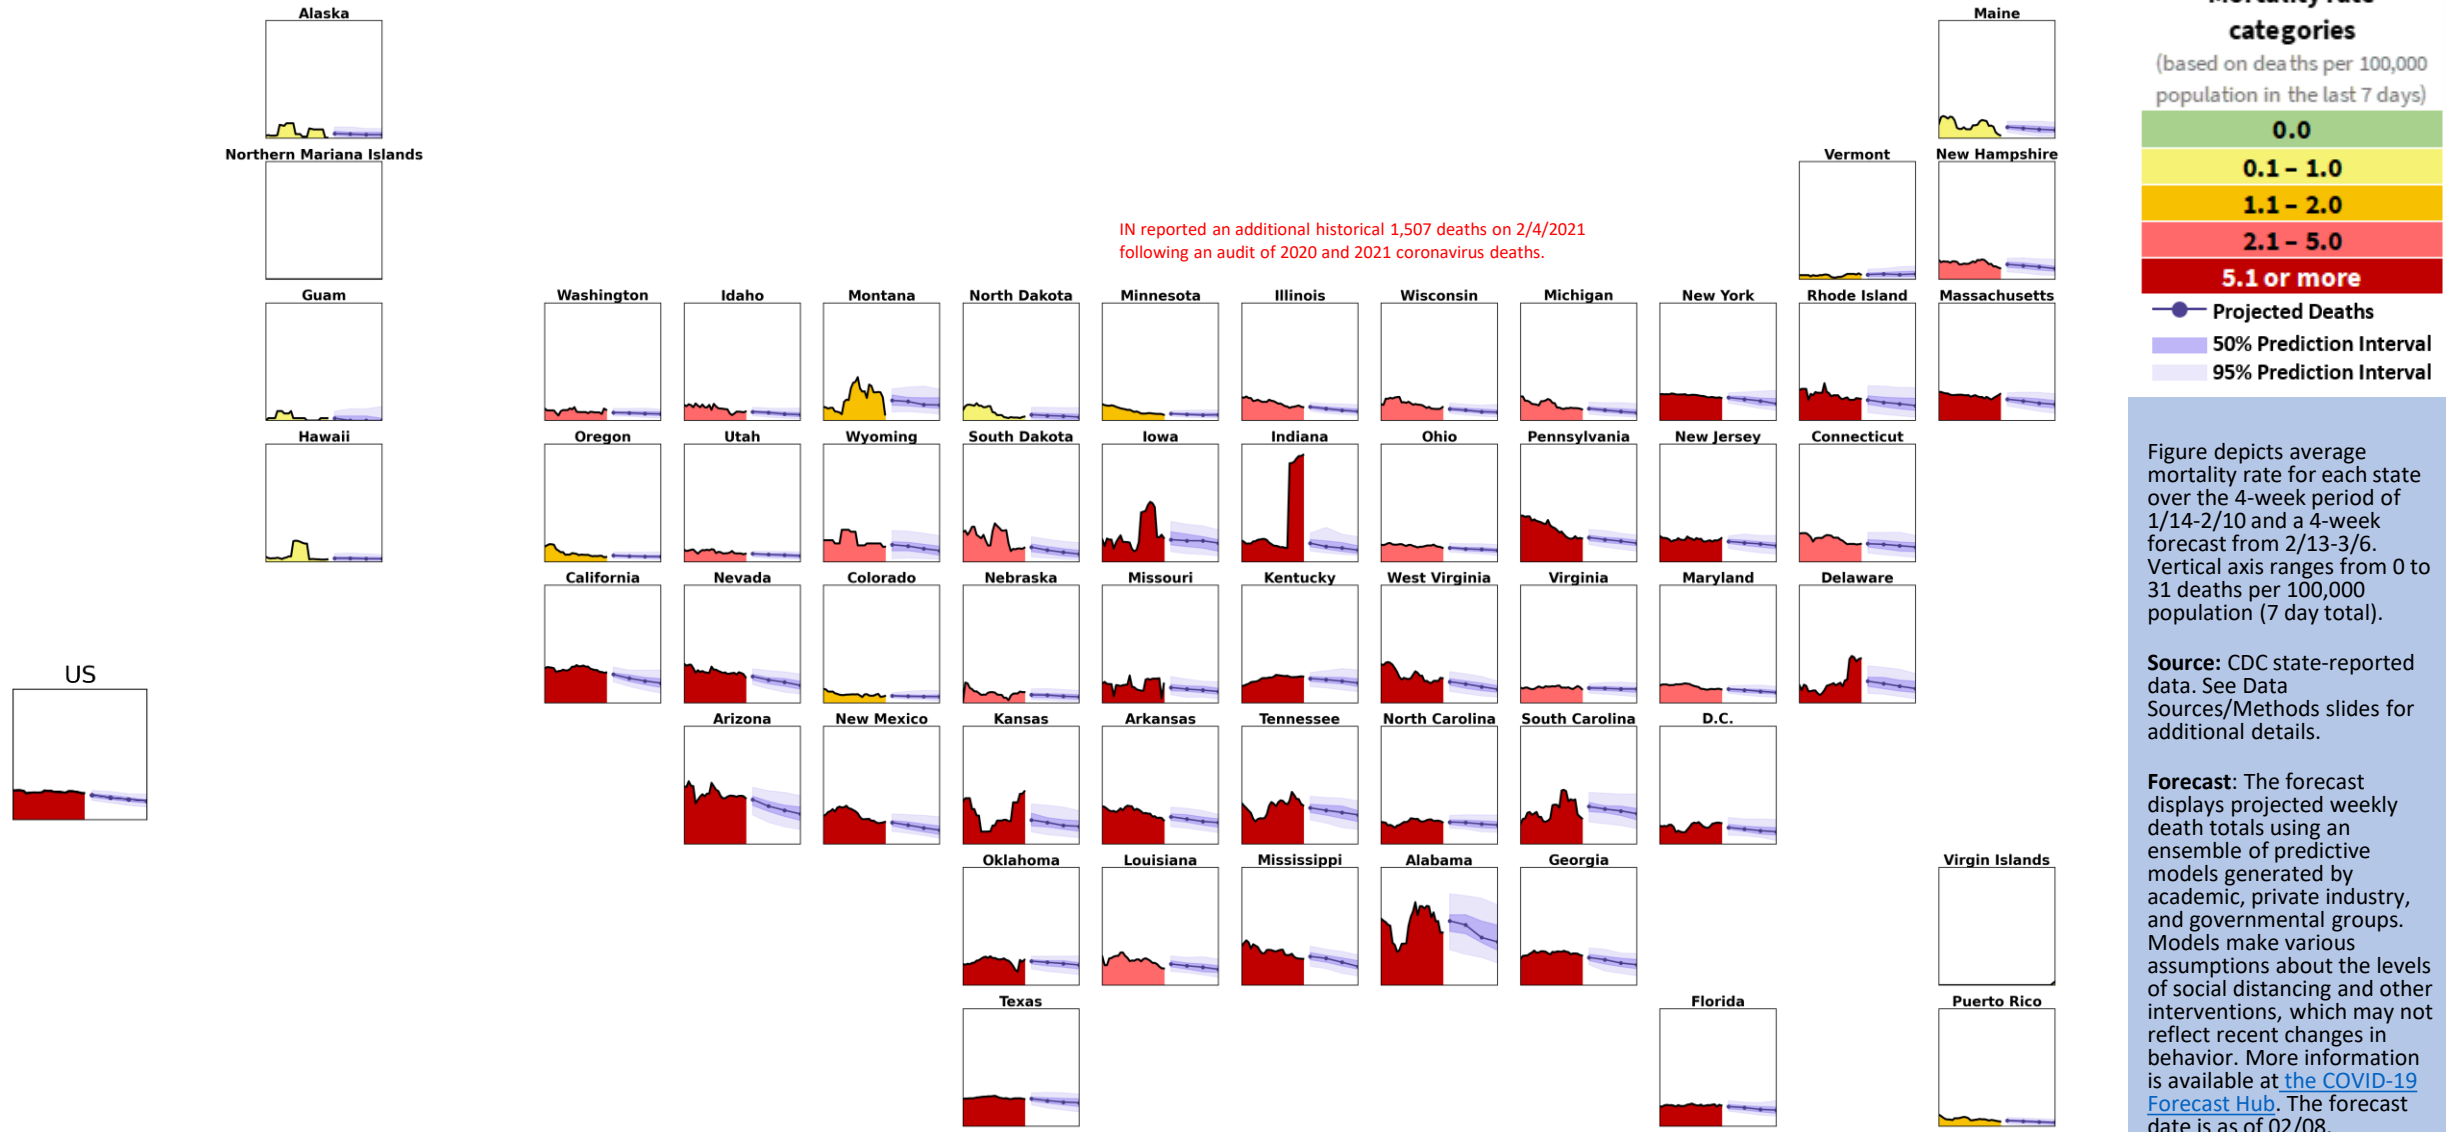 Alaska
Maine
Northern Mariana Islands
Vermont
New Hampshire
IN reported an additional historical 1,507 deaths on 2/4/2021
following an audit of 2020 and 2021 coronavirus deaths.
Guam
Washington
Idaho
Montana
North Dakota
Minnesota
Illinois
Wisconsin
Michigan
New York
Rhode Island
Massachusetts
Hawaii
Oregon
Utah
Wyoming
South Dakota
Iowa
Indiana
Ohio
Pennsylvania
New Jersey
Connecticut
California
Nevada
Colorado
Nebraska
Missouri
Kentucky
West Virginia
Virginia
Maryland
Delaware
US
Arizona
New Mexico
Kansas
Arkansas
Tennessee
North Carolina
South Carolina
D.C.
Oklahoma
Louisiana
Mississippi
Alabama
Georgia
Virgin Islands
Texas
Florida
Puerto Rico
Mortality rate
categories
(based on deaths per 100,000
population in the last 7 days)
0.0
0.1 – 1.0
1.1 – 2.0
2.1 – 5.0
5.1 or more
Projected Deaths
50% Prediction Interval
95% Prediction Interval
Figure depicts average
mortality rate for each state
over the 4-week period of
1/14-2/10 and a 4-week
forecast from 2/13-3/6.
Vertical axis ranges from 0 to
31 deaths per 100,000
population (7 day total).
Source: CDC state-reported
data. See Data
Sources/Methods slides for
additional details.
Forecast: The forecast
displays projected weekly
death totals using an
ensemble of predictive
models generated by
academic, private industry,
and governmental groups.
Models make various
assumptions about the levels
of social distancing and other
interventions, which may not
reflect recent changes in
behavior. More information
is available at the COVID-19
Forecast Hub. The forecast
date is as of 02/08.